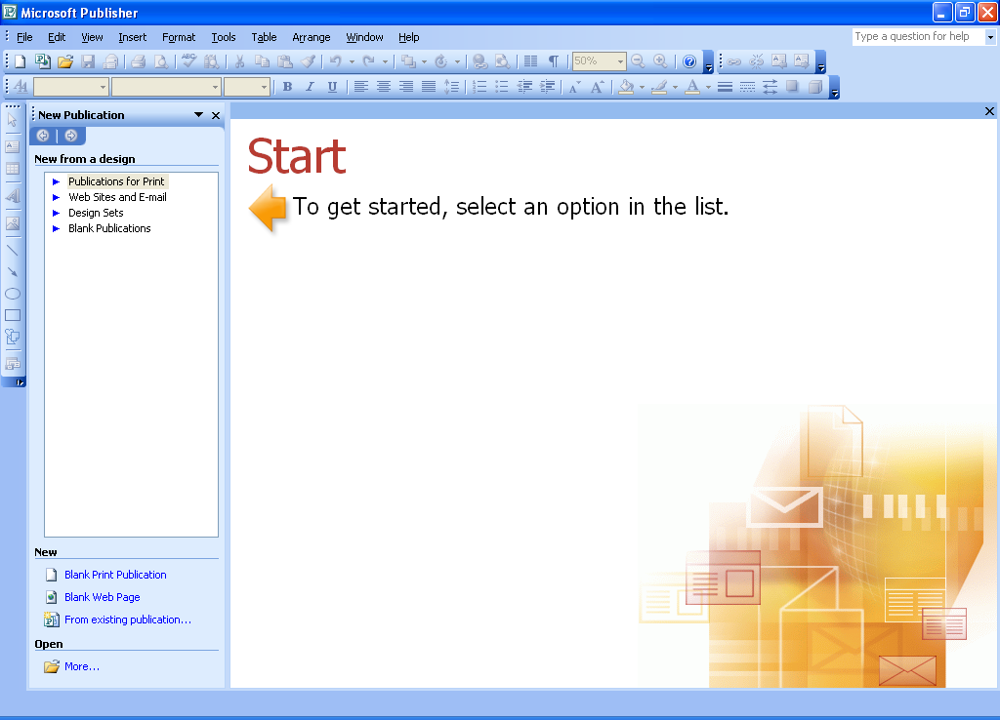 Microsoft Publisher
File Edit View Insert Format Tools Table Arrange Window Help
Type a question for help
50%
New Publication
New from a design
Publications for Print
Web Sites and E-mail
Design Sets
Blank Publications
Start
To get started, select an option in the list.
New
Blank Print Publication
Blank Web Page
From existing publication...
Open
More...